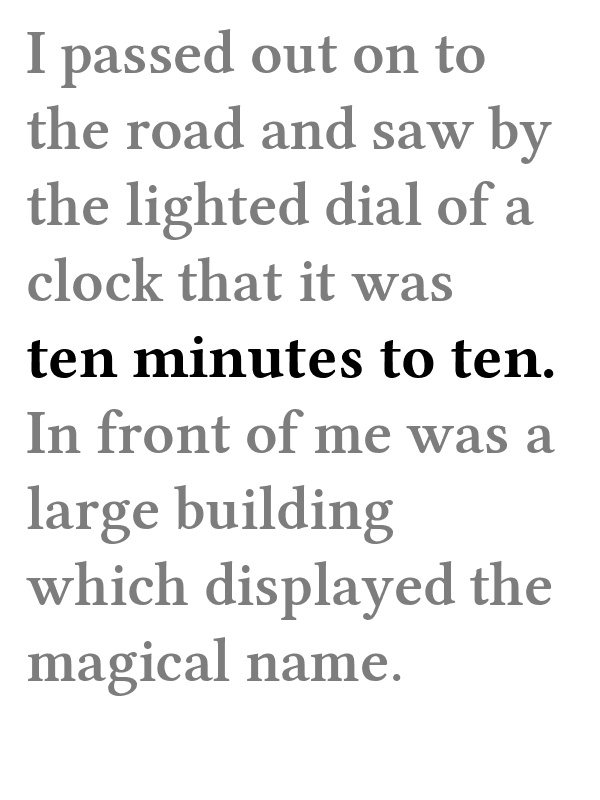 I passed out on to
the road and saw by
the lighted dial of a
clock that it was
ten minutes to ten.
In front of me was a
large building
which displayed the
magical name.